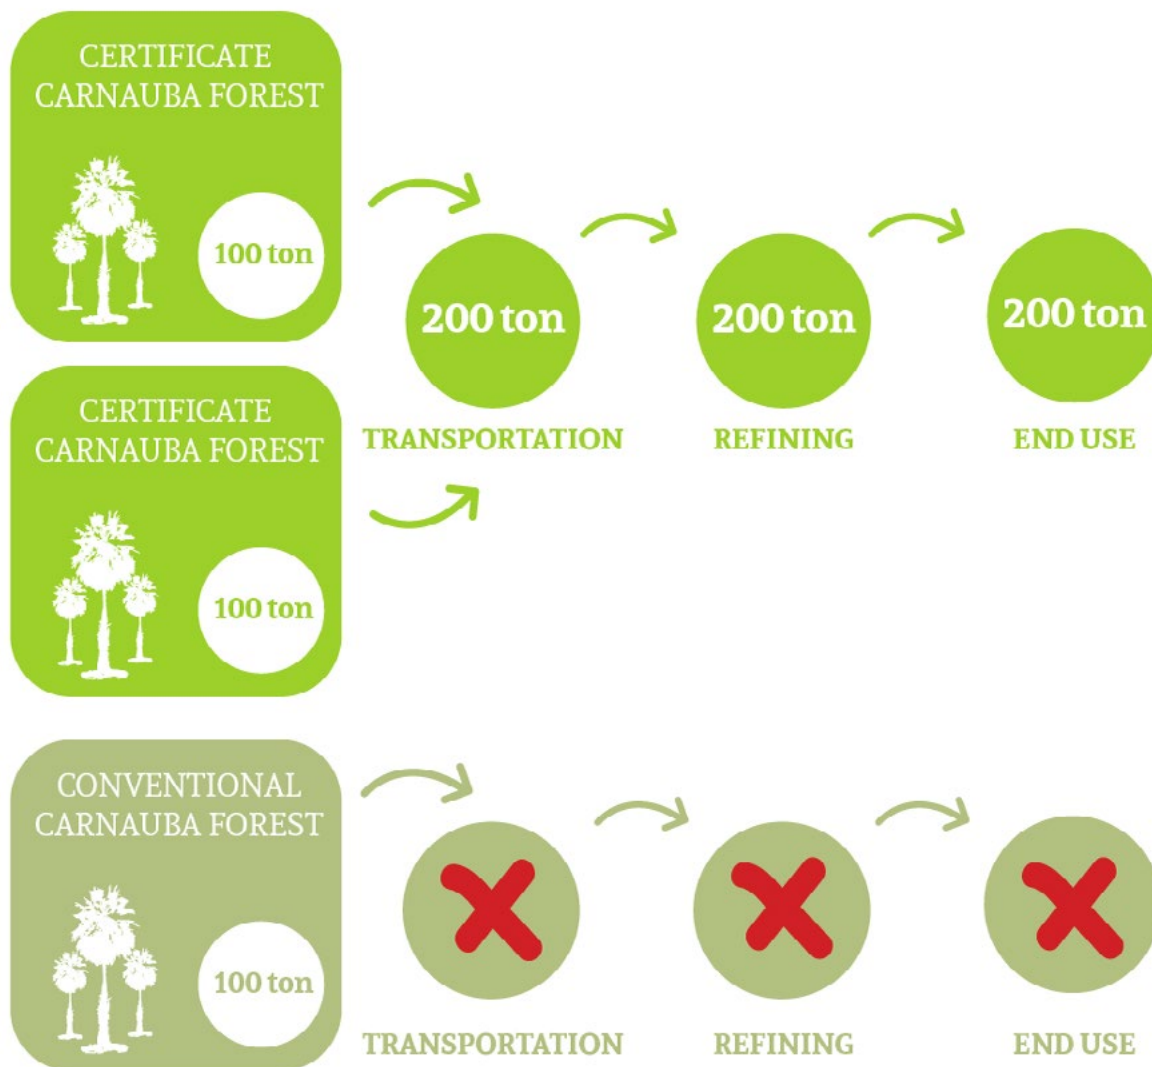 CERTIFICATE
CARNAUBA FOREST
100 ton
200 ton
200 ton
200 ton
TRANSPORTATION
REFINING
END USE
CERTIFICATE
CARNAUBA FOREST
100 ton
CONVENTIONAL
CARNAUBA FOREST
100 ton
TRANSPORTATION
REFINING
END USE